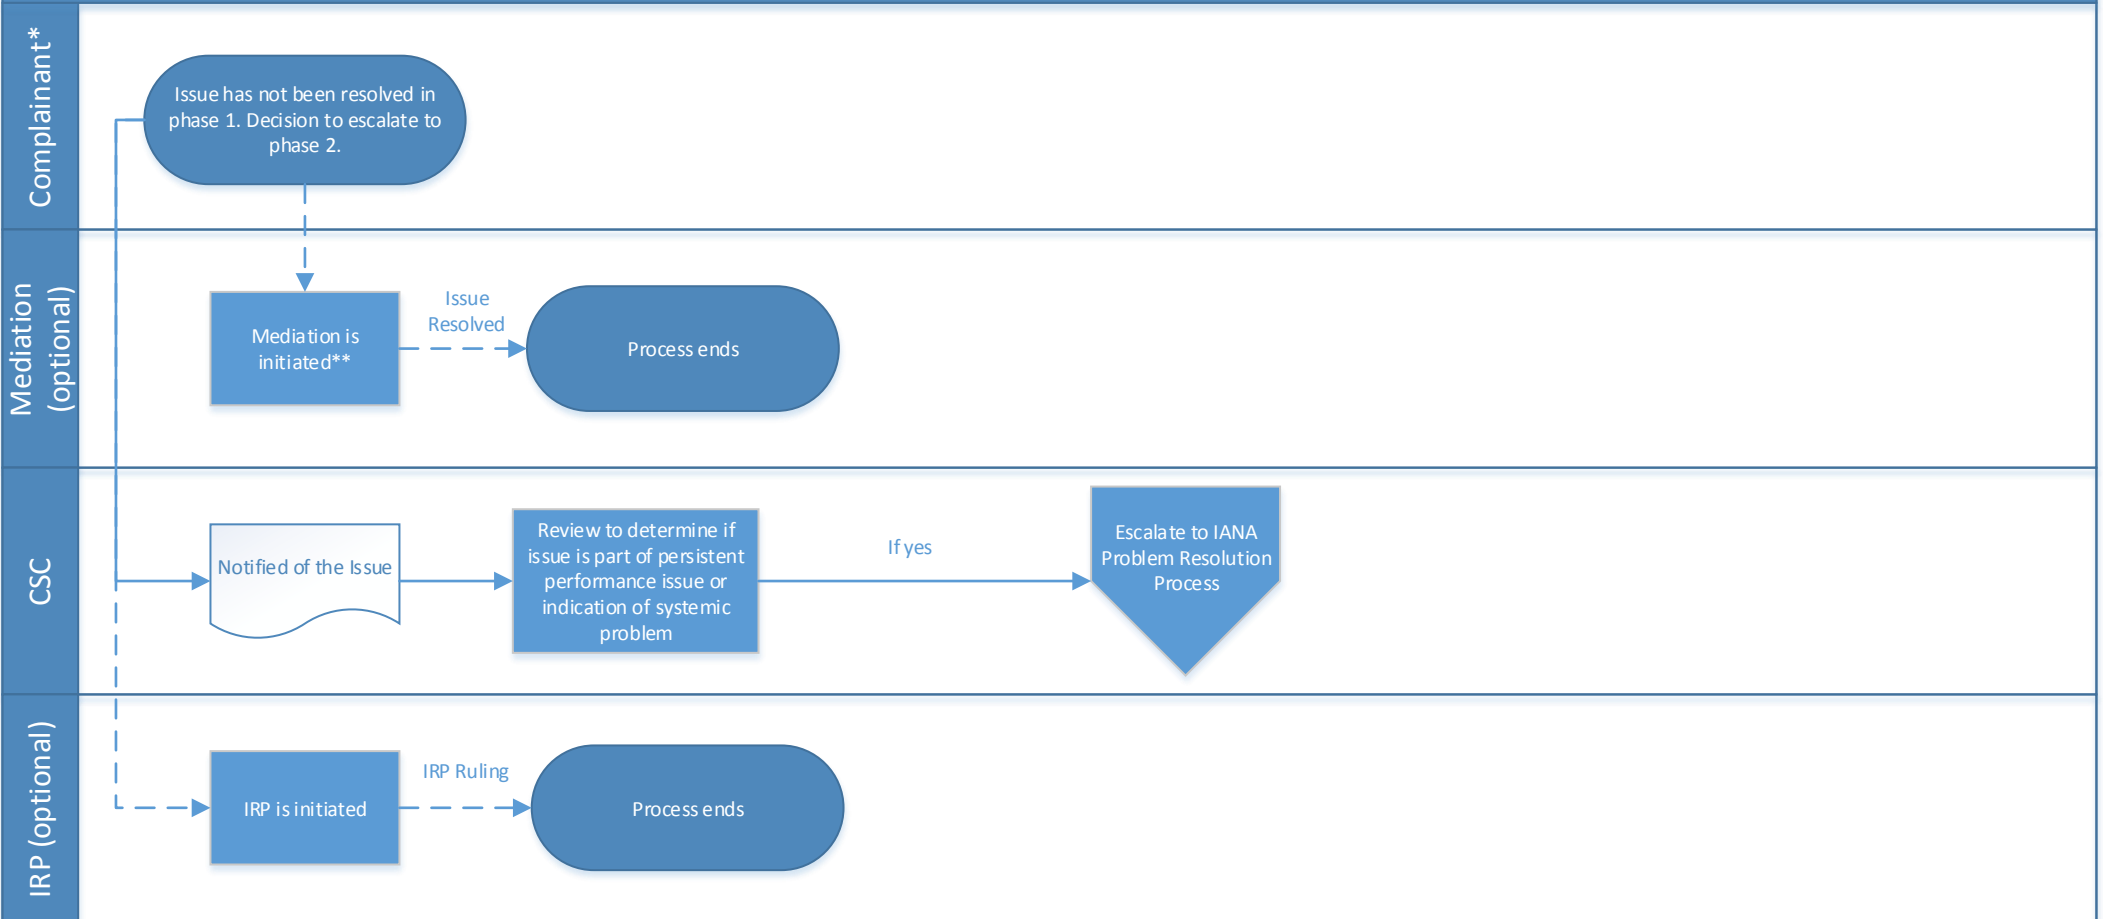 Complainant*
Issue has not been resolved in
phase 1. Decision to escalate to
phase 2.
Mediation
(optional)
Mediation is
initiated**
Issue
Resolved
Process ends
CSC
Notified of the Issue
Review to determine if
issue is part of persistent
performance issue or
indication of systemic
problem
If yes
Escalate to IANA
Problem Resolution
Process
IRP (optional)
IRP is initiated
IRP Ruling
Process ends